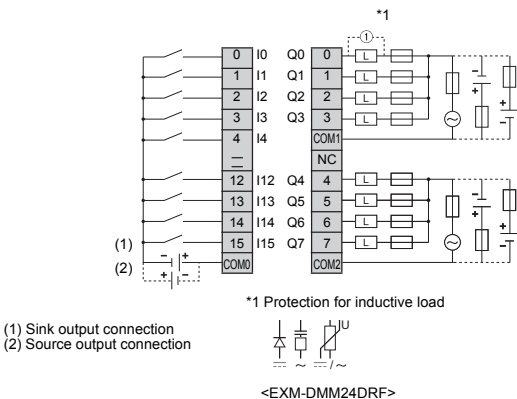 *1
1
0 I0 Q0 0 L
1 I1 Q1 1 L
2 I2 Q2 2 L
3 I3 Q3 3 L
4 I4 COM1
NC
12 I12 Q4 4 L
13 I13 Q5 5 L
14 I14 Q6 6 L
(1) 15 I15 Q7 7 L
(2) - + COM0 COM2
+ -
- + - +
- + - +
*1 Protection for inductive load
(1) Sink output connection
(2) Source output connection
U
~ /~
<EXM-DMM24DRF>